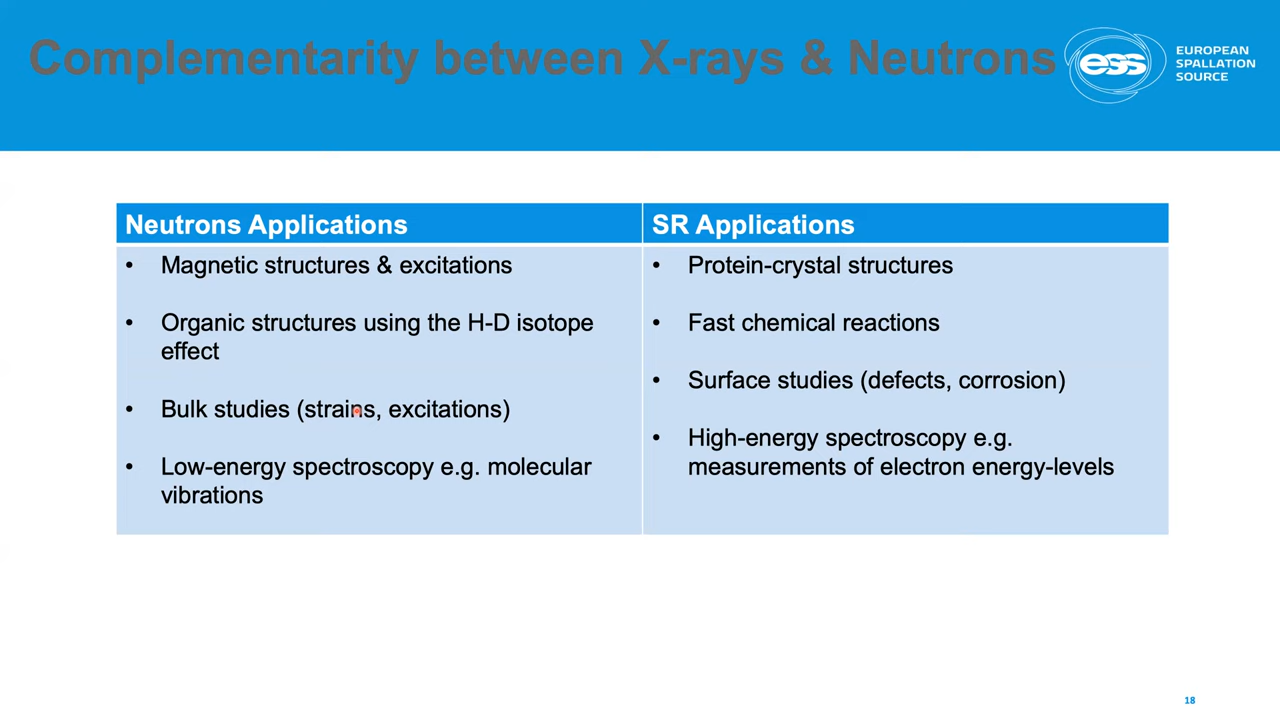 Complementarity between X-rays & Neutrons
ess
EUROPEAN
SPALLATION
SOURCE
Neutrons Applications
• Magnetic structures & excitations
• Organic structures using the H-D isotope
effect
• Bulk studies (strains, excitations)
• Low-energy spectroscopy e.g. molecular
vibrations
SR Applications
• Protein-crystal structures
• Fast chemical reactions
• Surface studies (defects, corrosion)
• High-energy spectroscopy e.g.
measurements of electron energy-levels
18